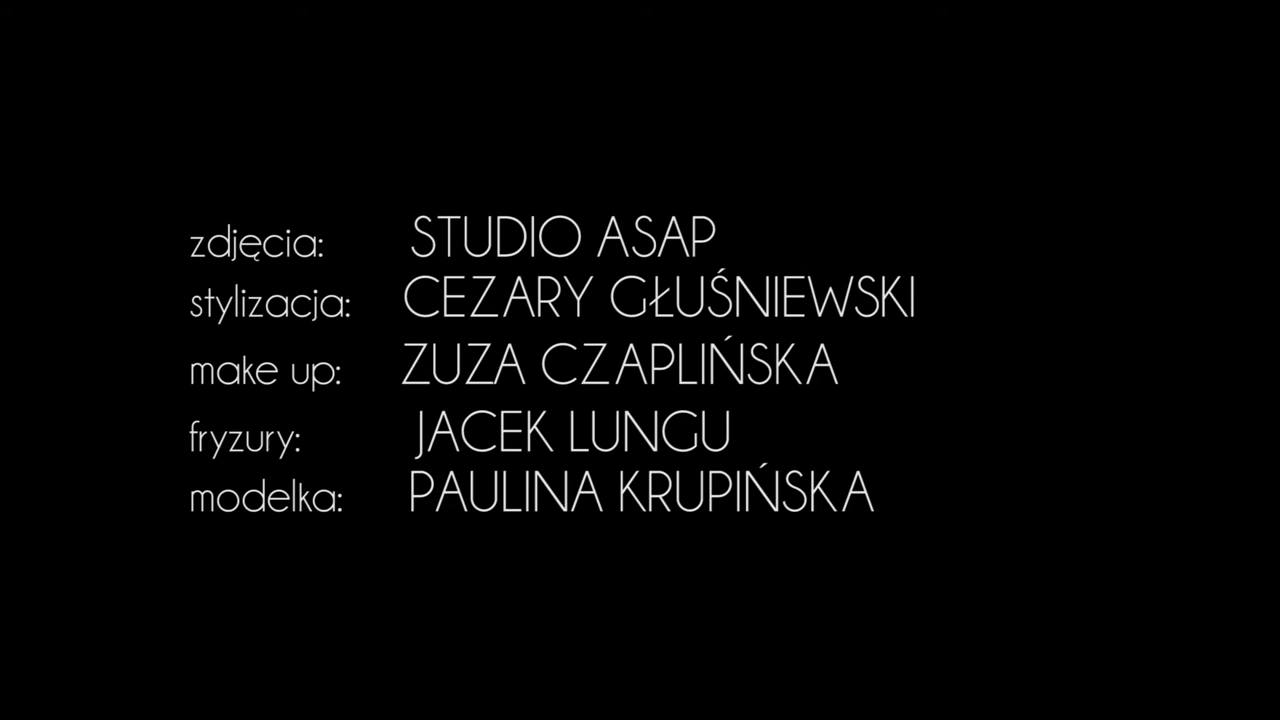 zdjęcia: STUDIO ASAP
stylizacja: CEZARY GŁUŚNIEWSKI
make up: ZUZA CZAPLIŃSKA
fryzury: JACEK LUNGU
modelka: PAULINA KRUPIŃSKA